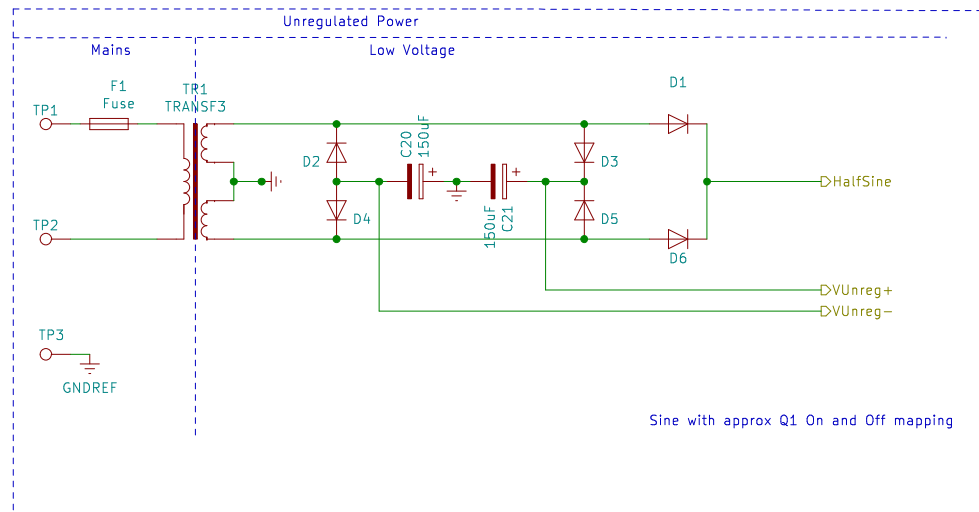 Unregulated Power
Mains
Low Voltage
F1
Fuse
TR1
TRANSF3
TP1
D1
D2
C20
150uF
+
+
D3
HalfSine
TP2
D4
150uF
C21
D5
D6
VUnreg+
VUnreg-
TP3
GNDREF
Sine with approx Q1 On and Off mapping